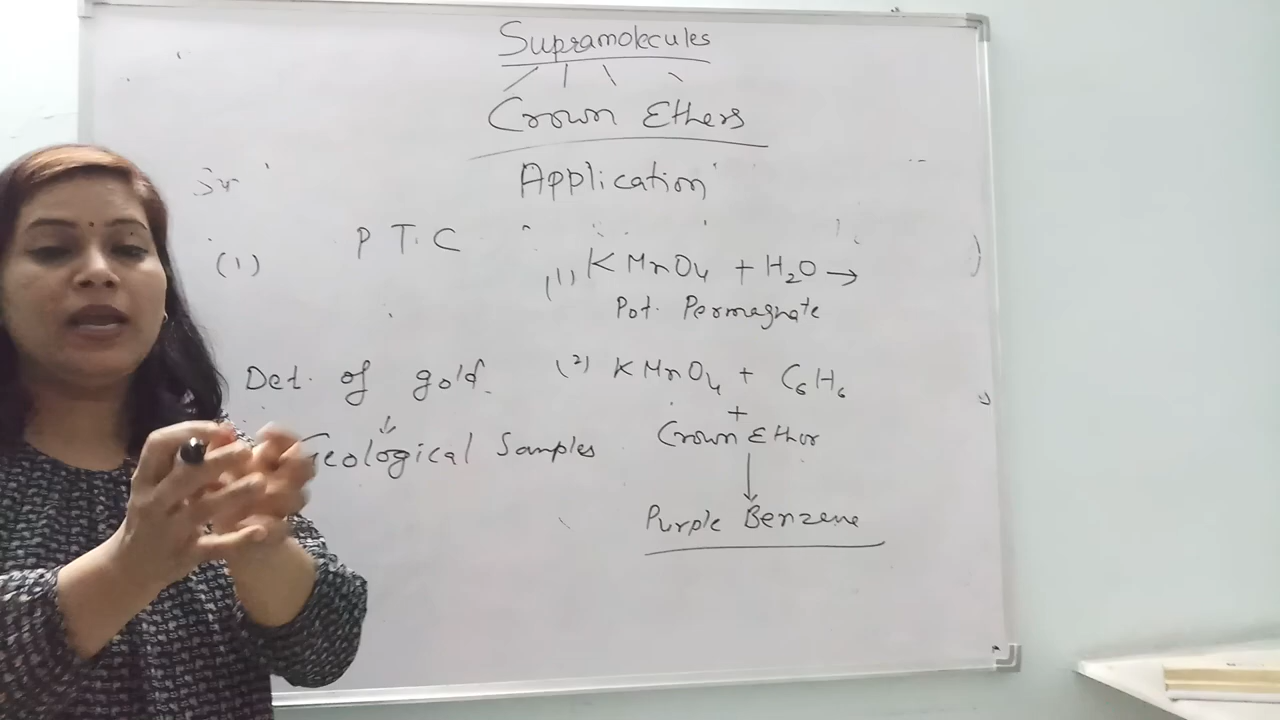 Supramolecules
Crown Ethers
Application
(1) P T. C
(1) KMnO4 + H2O →
Pot. Permagnate
Det. of gold.
↓
Geological Samples
(2) KMnO4 + C6H6
+
Crown Ether
↓
Purple Benzene